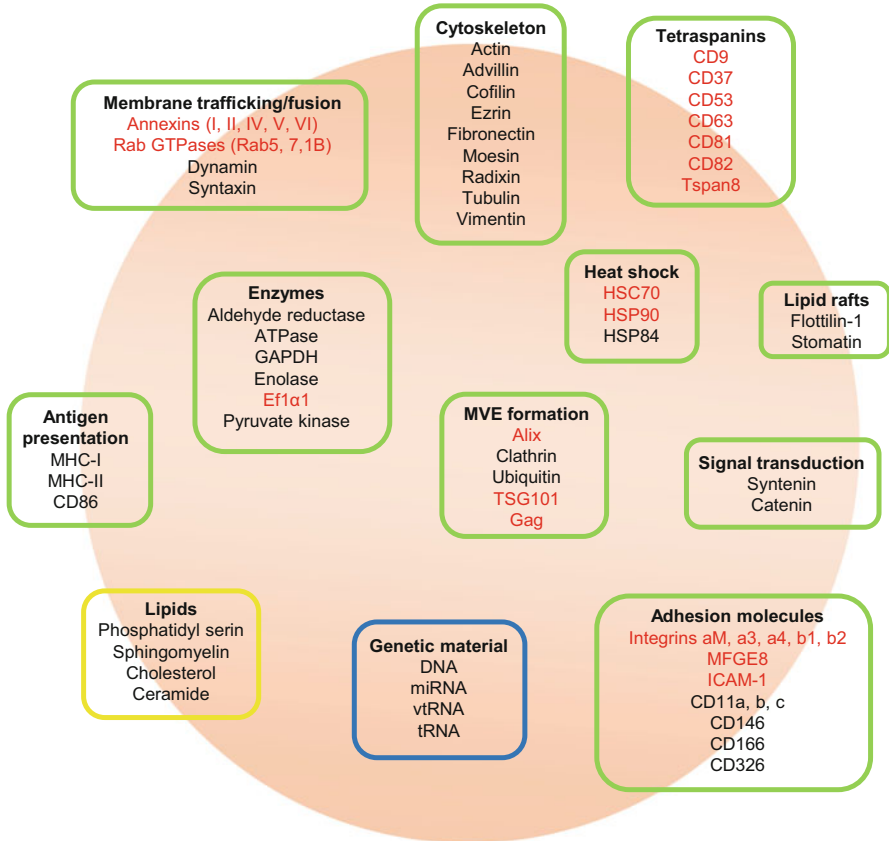 Cytoskeleton
Actin
Advillin
Cofilin
Ezrin
Fibronectin
Moesin
Radixin
Tubulin
Vimentin
Tetraspanins
CD9
CD37
CD53
CD63
CD81
CD82
Tspan8
Membrane trafficking/fusion
Annexins (I, II, IV, V, VI)
Rab GTPases (Rab5, 7,1B)
Dynamin
Syntaxin
Heat shock
HSC70
HSP90
HSP84
Lipid rafts
Flottilin-1
Stomatin
Enzymes
Aldehyde reductase
ATPase
GAPDH
Enolase
Ef1α1
Pyruvate kinase
Antigen
presentation
MHC-I
MHC-II
CD86
MVE formation
Alix
Clathrin
Ubiquitin
TSG101
Gag
Signal transduction
Syntenin
Catenin
Lipids
Phosphatidyl serin
Sphingomyelin
Cholesterol
Ceramide
Genetic material
DNA
miRNA
vtRNA
tRNA
Adhesion molecules
Integrins aM, a3, a4, b1, b2
MFGE8
ICAM-1
CD11a, b, c
CD146
CD166
CD326